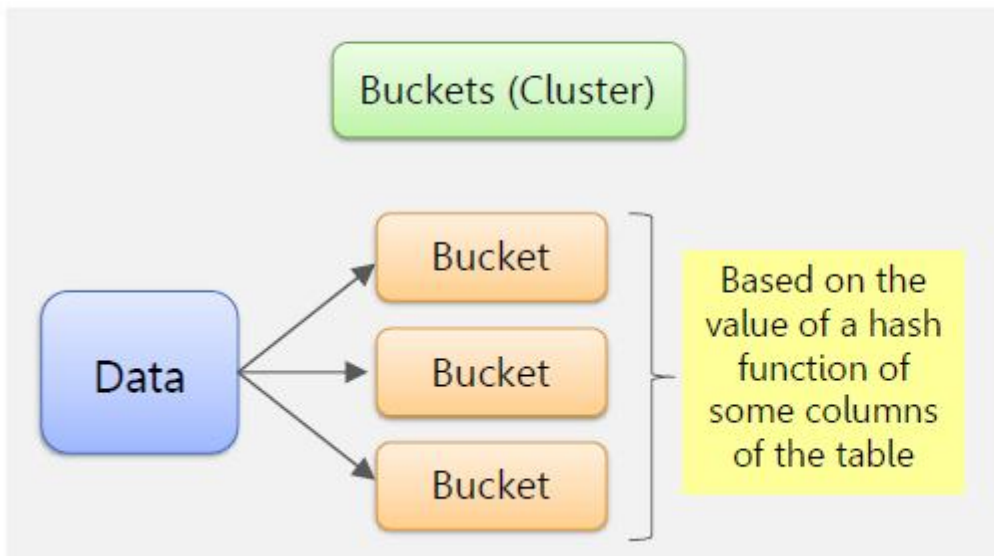 Buckets (Cluster)
Data
Bucket
Bucket
Bucket
Based on the
value of a hash
function of
some columns
of the table